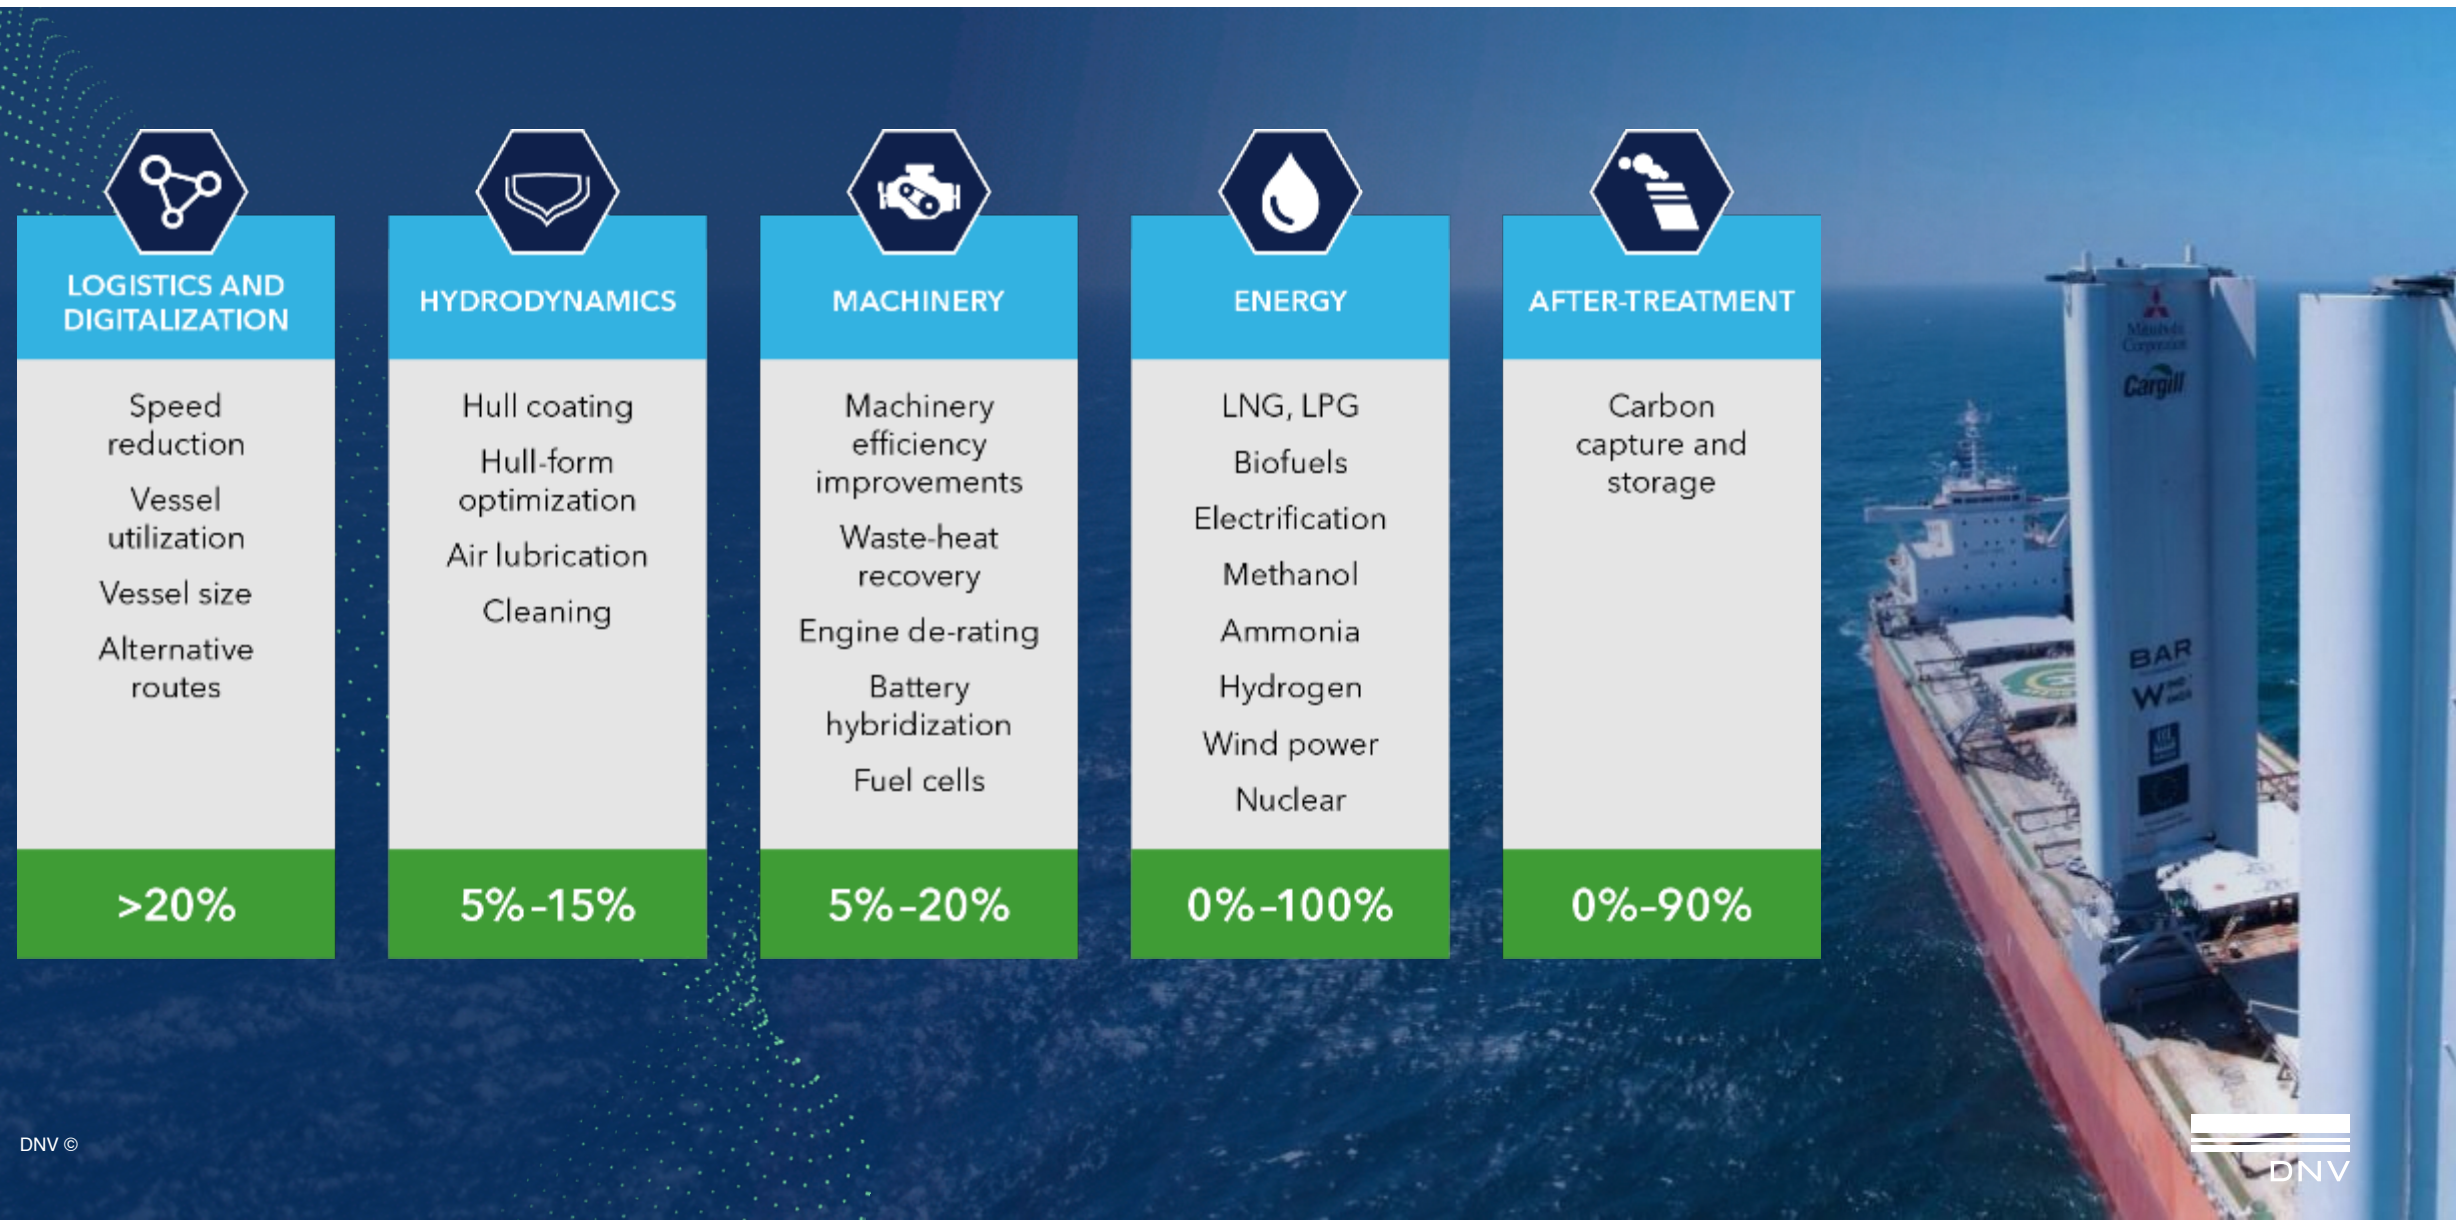 LOGISTICS AND
DIGITALIZATION
Speed
reduction
Vessel
utilization
Vessel size
Alternative
routes
>20%
HYDRODYNAMICS
Hull coating
Hull-form
optimization
Air lubrication
Cleaning
5%–15%
MACHINERY
Machinery
efficiency
improvements
Waste-heat
recovery
Engine de-rating
Battery
hybridization
Fuel cells
5%–20%
ENERGY
LNG, LPG
Biofuels
Electrification
Methanol
Ammonia
Hydrogen
Wind power
Nuclear
0%–100%
AFTER-TREATMENT
Carbon
capture and
storage
0%–90%
Mitsubishi
Corporation
Cargill
BAR
DNV ©
DNV